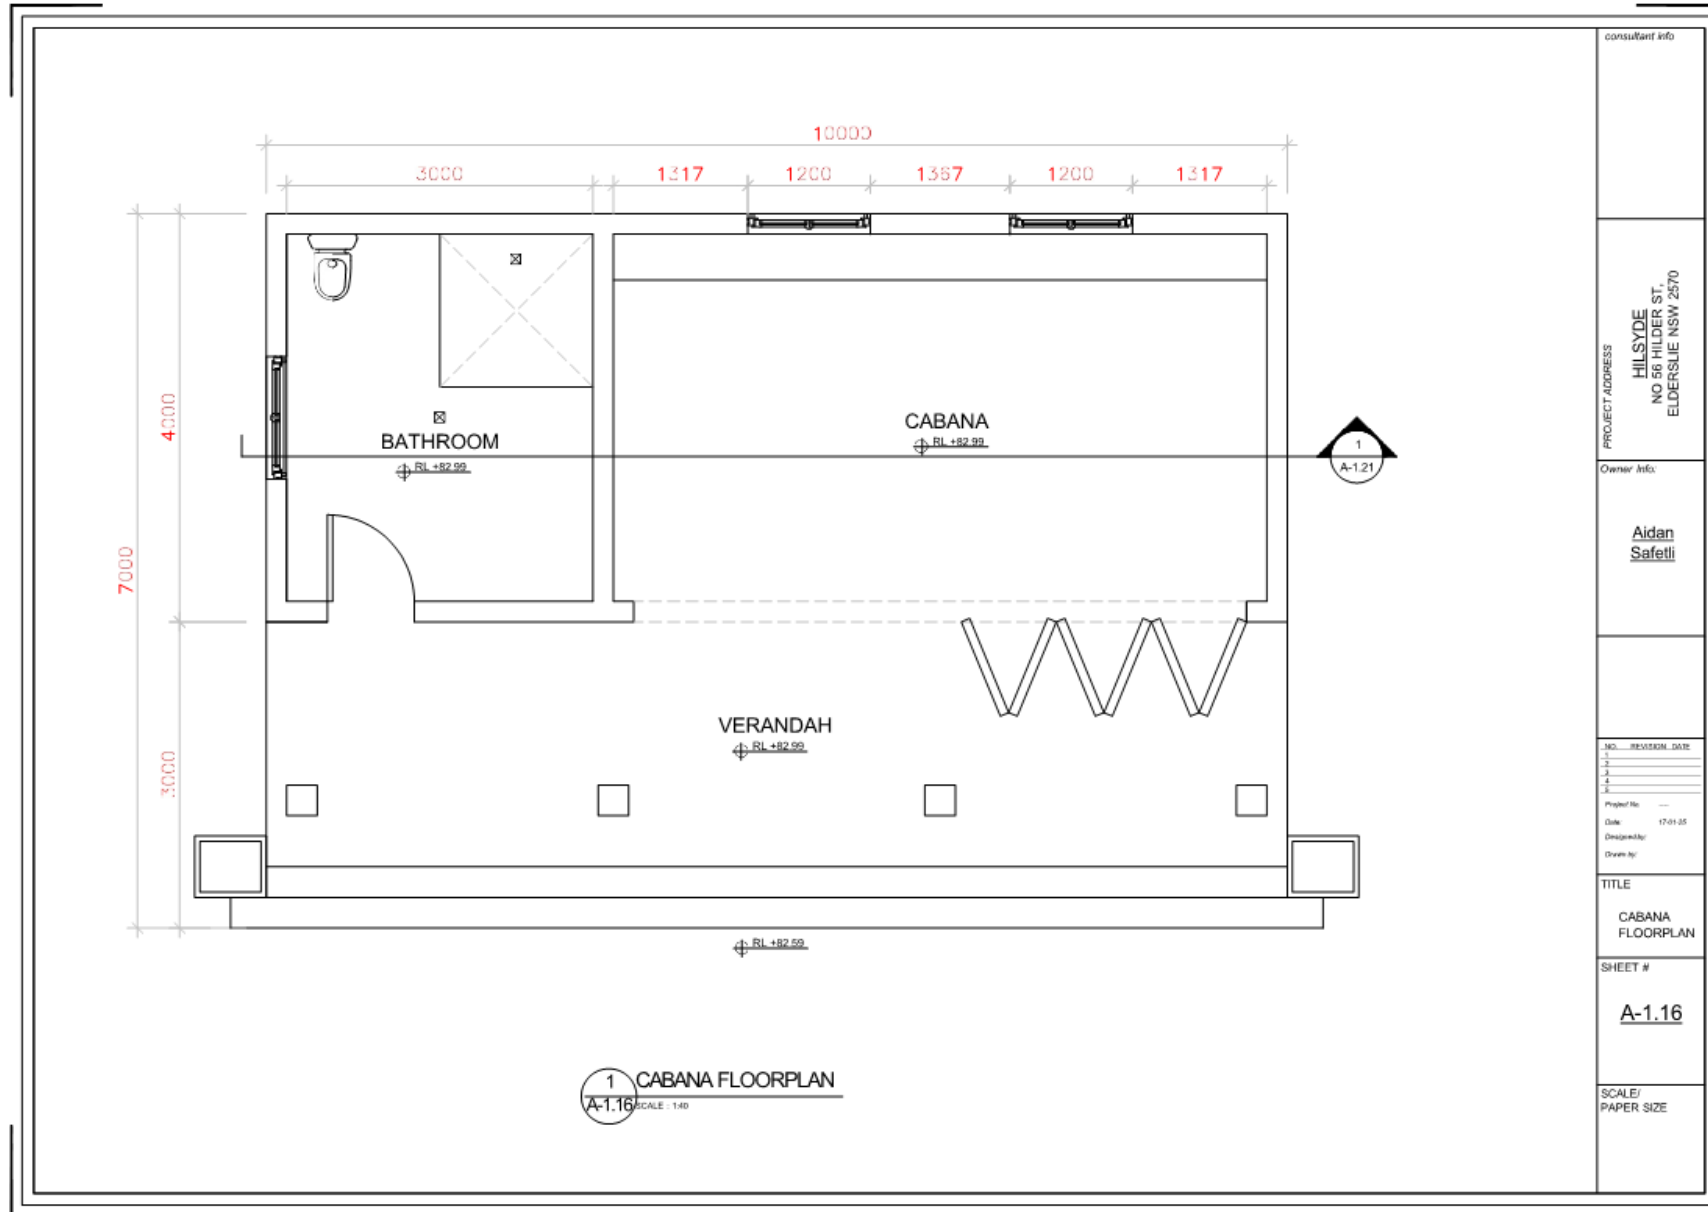 consultant info
10000
3000
1317
1200
1367
1200
1317
4000
7000
3000
BATHROOM
RL +82.99
CABANA
RL +82.99
1
A-1.21
VERANDAH
RL +82.99
RL +82.59
1
A-1.16
CABANA FLOORPLAN
SCALE : 1:40
PROJECT ADDRESS
HILSYDE
NO 56 HILDER ST,
ELDERSLIE NSW 2570
Owner Info:
Aidan
Safetli
NO. REVISION DATE
1
2
3
4
5
Project No. ---
Date: 17-01-25
Designed by:
Drawn by:
TITLE
CABANA
FLOORPLAN
SHEET #
A-1.16
SCALE/
PAPER SIZE